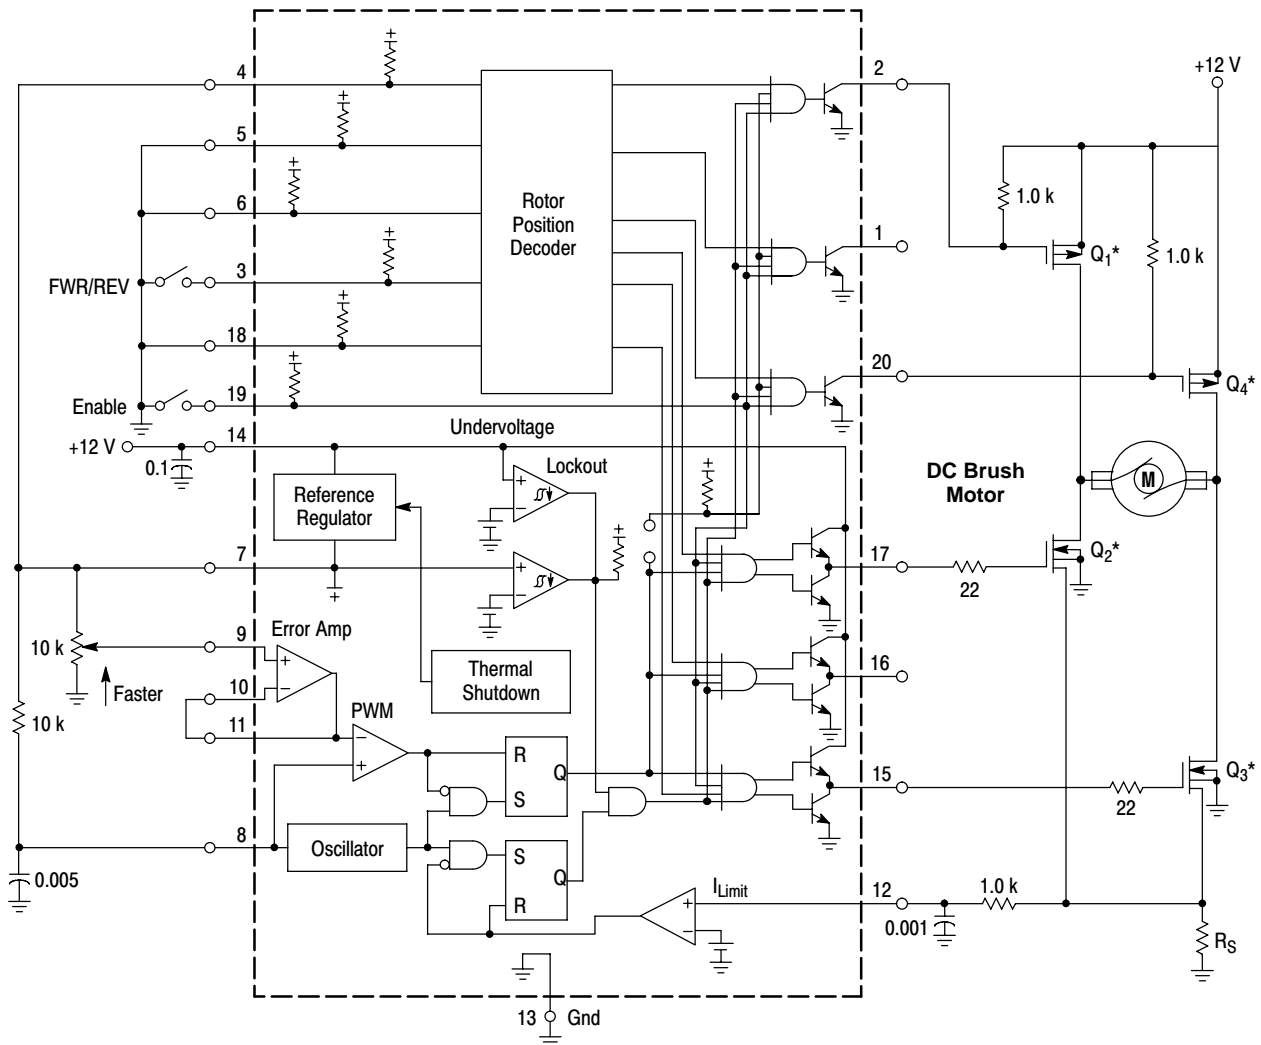 4
2
+12 V
5
1.0 k
6
Rotor
Position
Decoder
1
Q1*
1.0 k
FWR/REV
3
18
20
Q4*
Enable
19
+12 V
14
0.1
Undervoltage
Lockout
DC Brush
Motor
M
Reference
Regulator
7
17
22
Q2*
Error Amp
10 k
9
Faster
10
11
10 k
Thermal
Shutdown
16
PWM
R
Q
S
15
22
Q3*
8
Oscillator
S
Q
R
0.005
ILimit
12
1.0 k
0.001
RS
13
Gnd